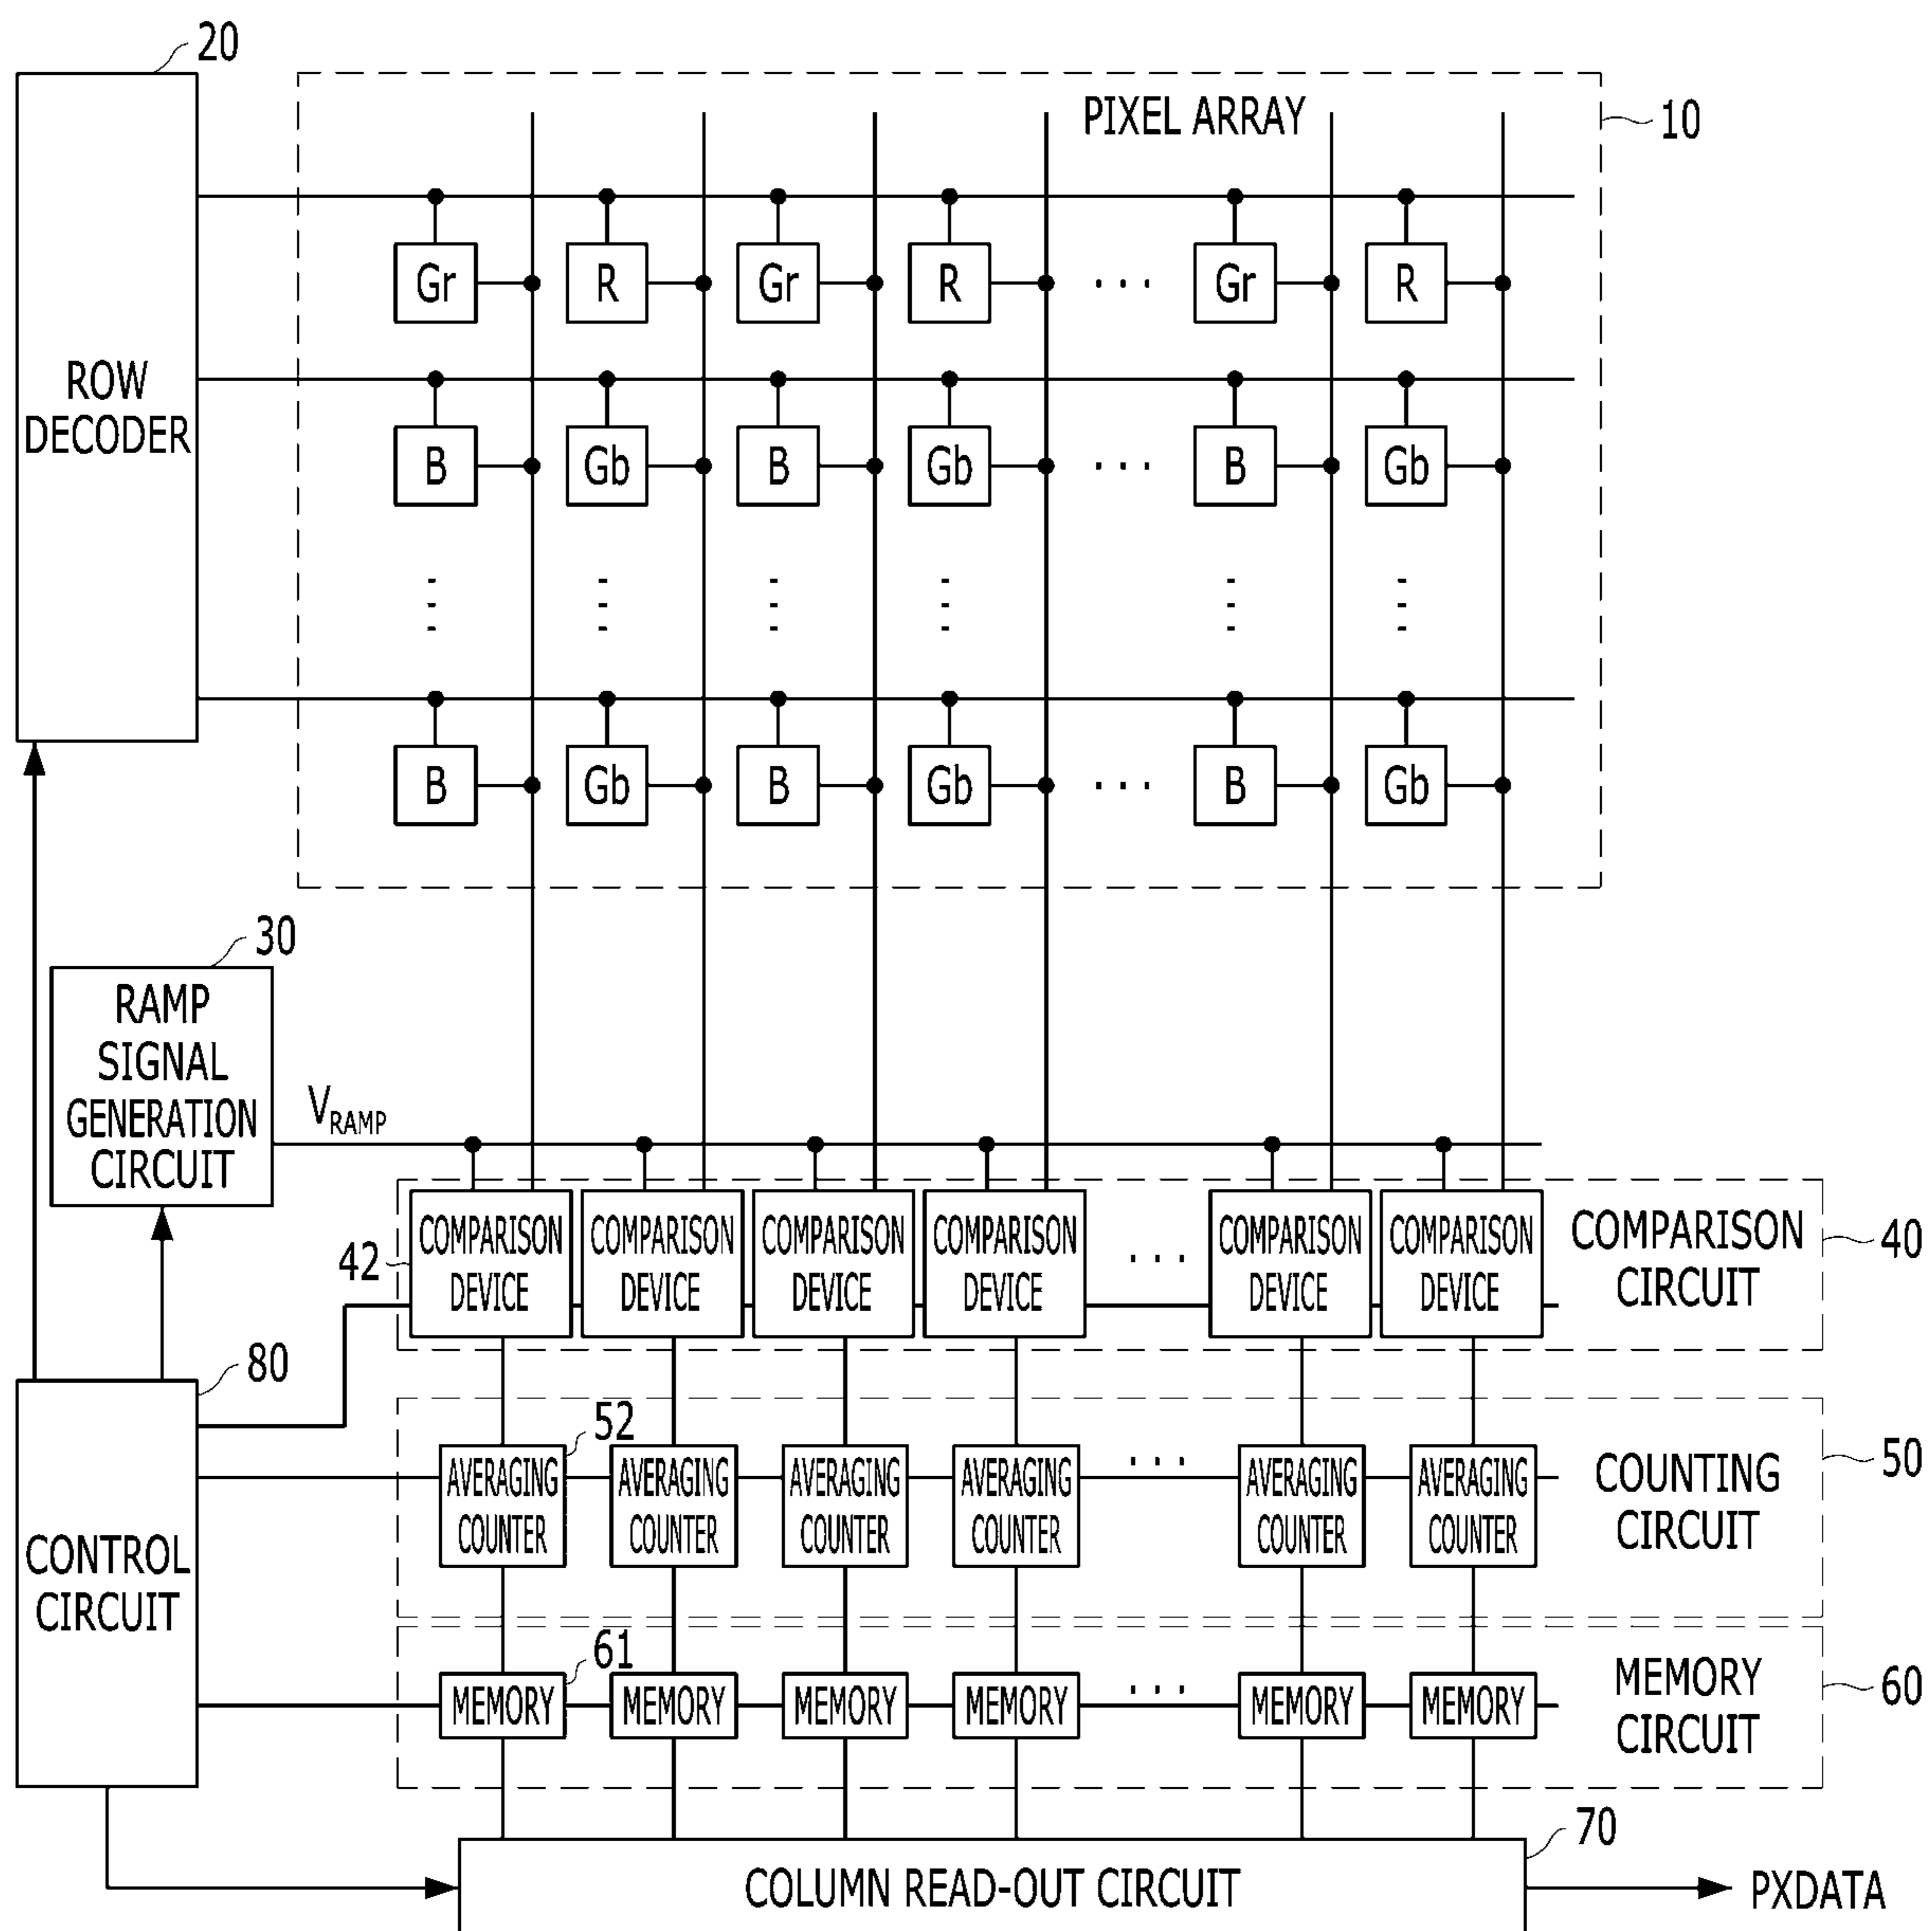 20
PIXEL ARRAY
10
Gr R Gr R ... Gr R
ROW
DECODER
B Gb B Gb ... B Gb
B Gb B Gb ... B Gb
30
RAMP
SIGNAL
GENERATION
CIRCUIT
VRAMP
42
COMPARISON
DEVICE
COMPARISON
DEVICE
COMPARISON
DEVICE
COMPARISON
DEVICE
...
COMPARISON
DEVICE
COMPARISON
DEVICE
COMPARISON
CIRCUIT
40
80
CONTROL
CIRCUIT
52
AVERAGING
COUNTER
AVERAGING
COUNTER
AVERAGING
COUNTER
AVERAGING
COUNTER
...
AVERAGING
COUNTER
AVERAGING
COUNTER
COUNTING
CIRCUIT
50
61
MEMORY MEMORY MEMORY MEMORY ... MEMORY MEMORY
MEMORY
CIRCUIT
60
70
COLUMN READ-OUT CIRCUIT
PXDATA